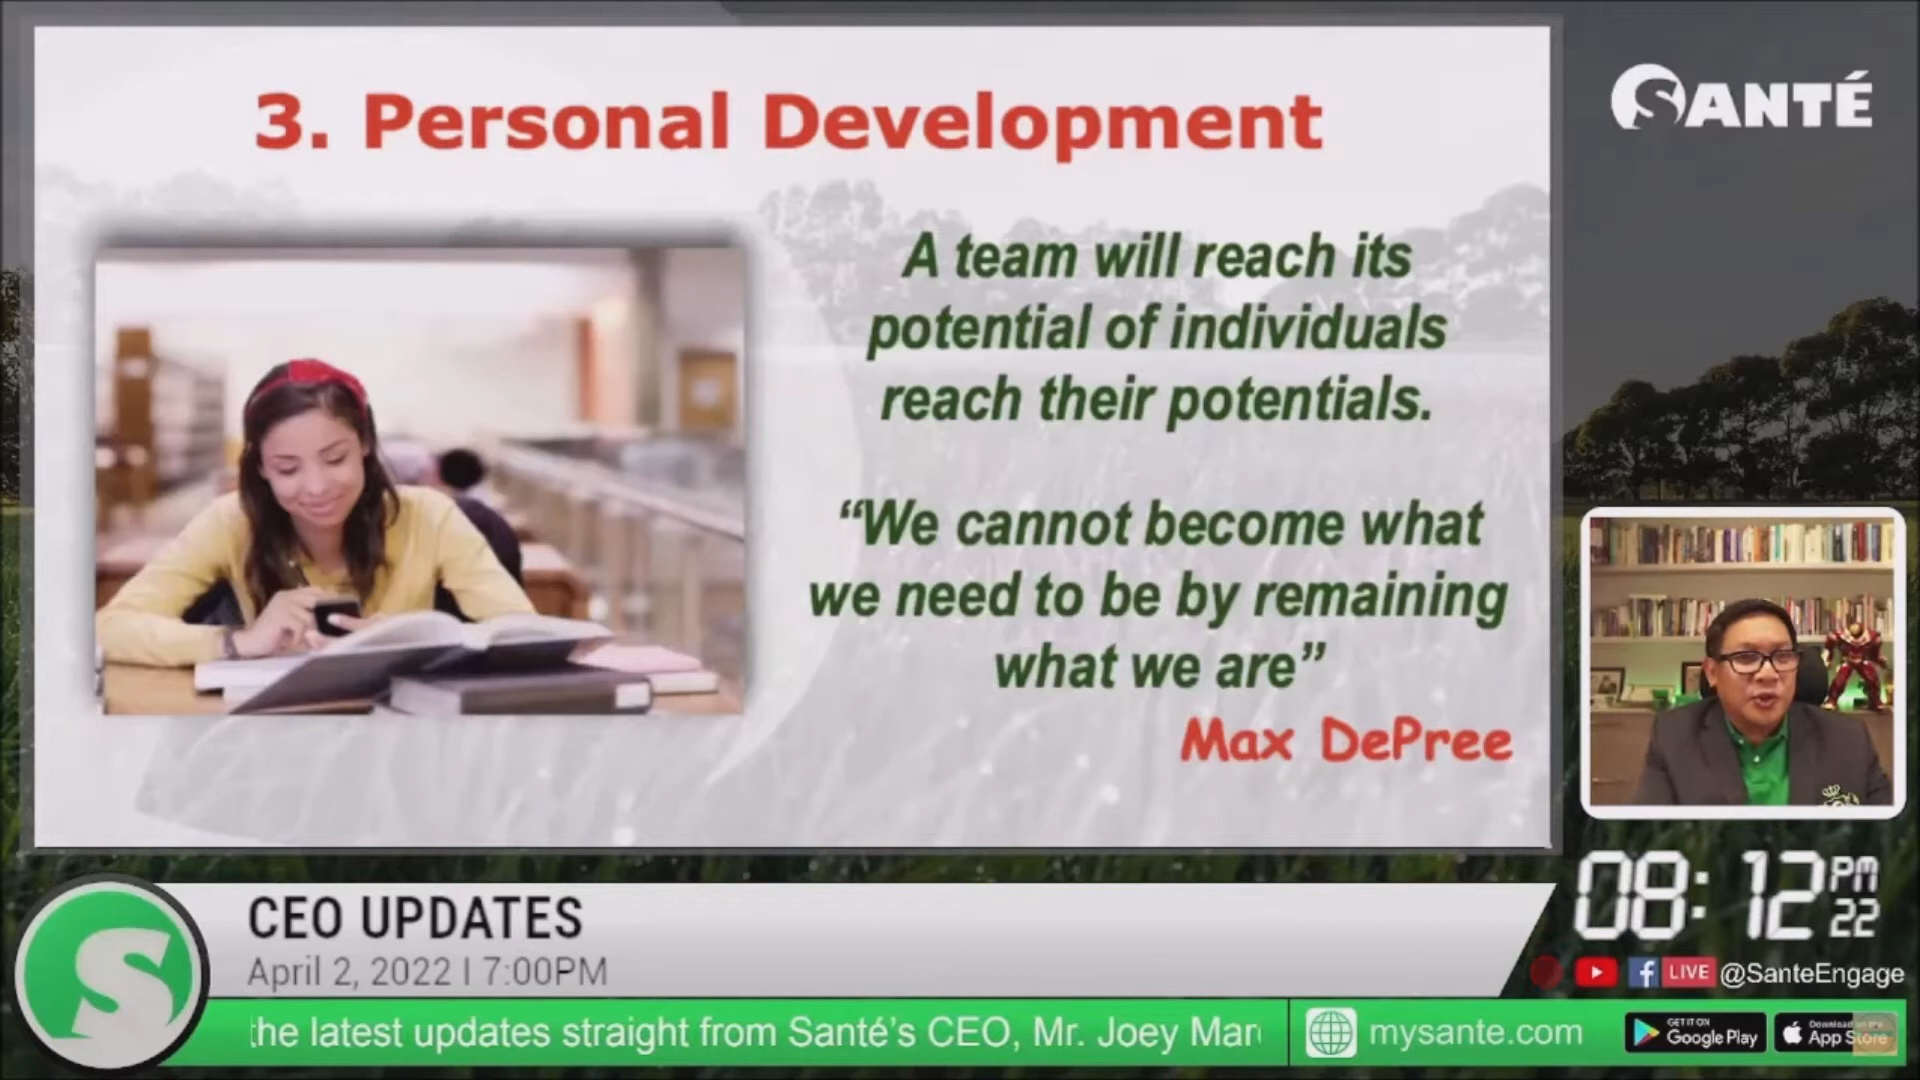 3. Personal Development
A team will reach its
potential of individuals
reach their potentials.
“We cannot become what
we need to be by remaining
what we are”
Max DePree
SANTÉ
08:12 PM
22
CEO UPDATES
April 2, 2022 | 7:00PM
LIVE @SanteEngage
the latest updates straight from Santé’s CEO, Mr. Joey
mysante.com
GET IT ON
Google Play
Download on the
App Store